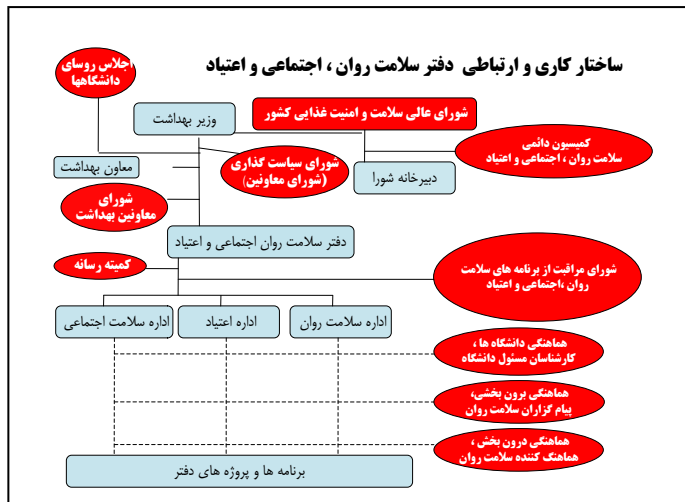 ساختار کاری و ارتباطی دفتر سلامت روان ، اجتماعی و اعتیاد
اجلاس روسای
دانشگاهها
شورای عالی سلامت و امنیت غذایی کشور
وزیر بهداشت
کمیسیون دائمی
سلامت روان ، اجتماعی و اعتیاد
شورای سیاست گذاری
(شورای معاونین)
معاون بهداشت
دبیرخانه شورا
شورای
معاونین بهداشت
دفتر سلامت روان اجتماعی و اعتیاد
کمیته رسانه
شورای مراقبت از برنامه های سلامت
روان ،اجتماعی و اعتیاد
اداره سلامت روان
اداره اعتیاد
اداره سلامت اجتماعی
هماهنگی دانشگاه ها ،
کارشناسان مسئول دانشگاه
هماهنگی برون بخشی،
پیام گزاران سلامت روان
هماهنگی درون بخش ،
هماهنگ کننده سلامت روان
برنامه ها و پروژه های دفتر